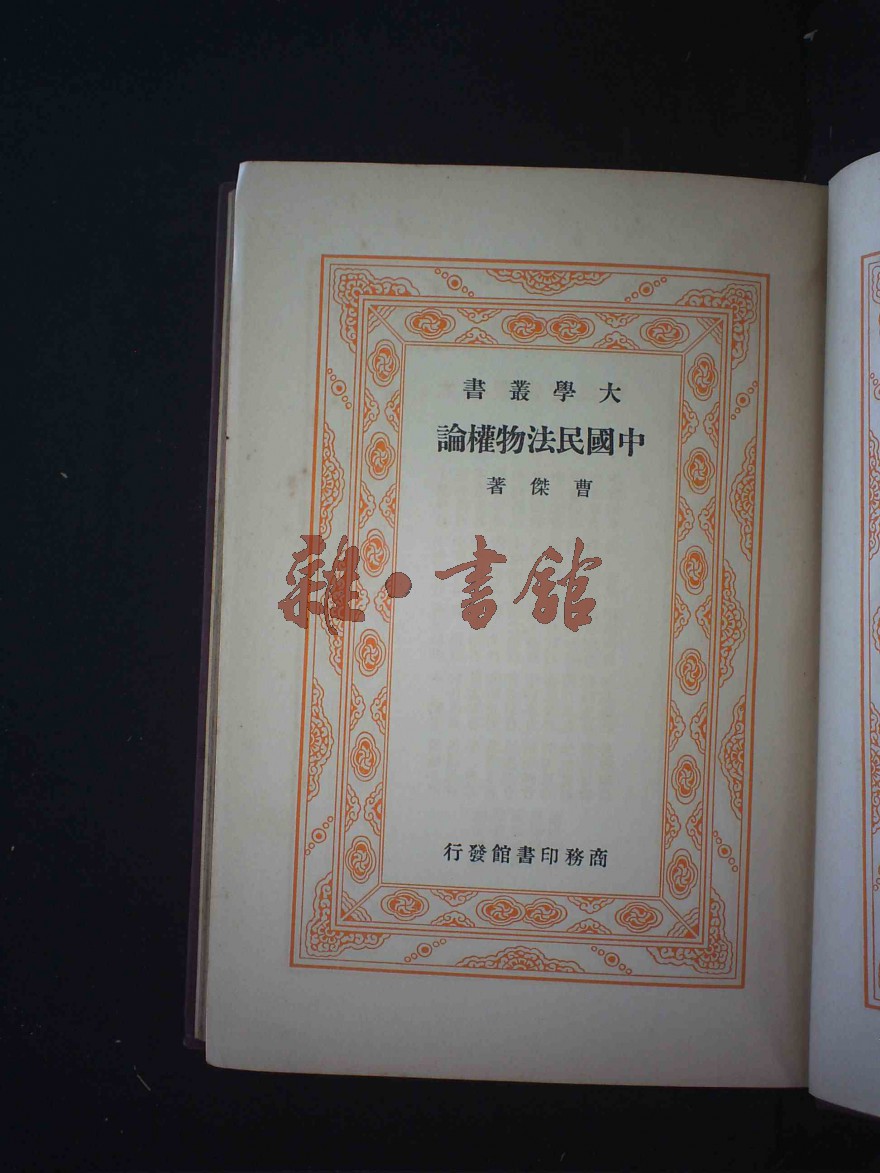 大學叢書
中國民法物權論
曹傑著
雜·書館
商務印書館發行